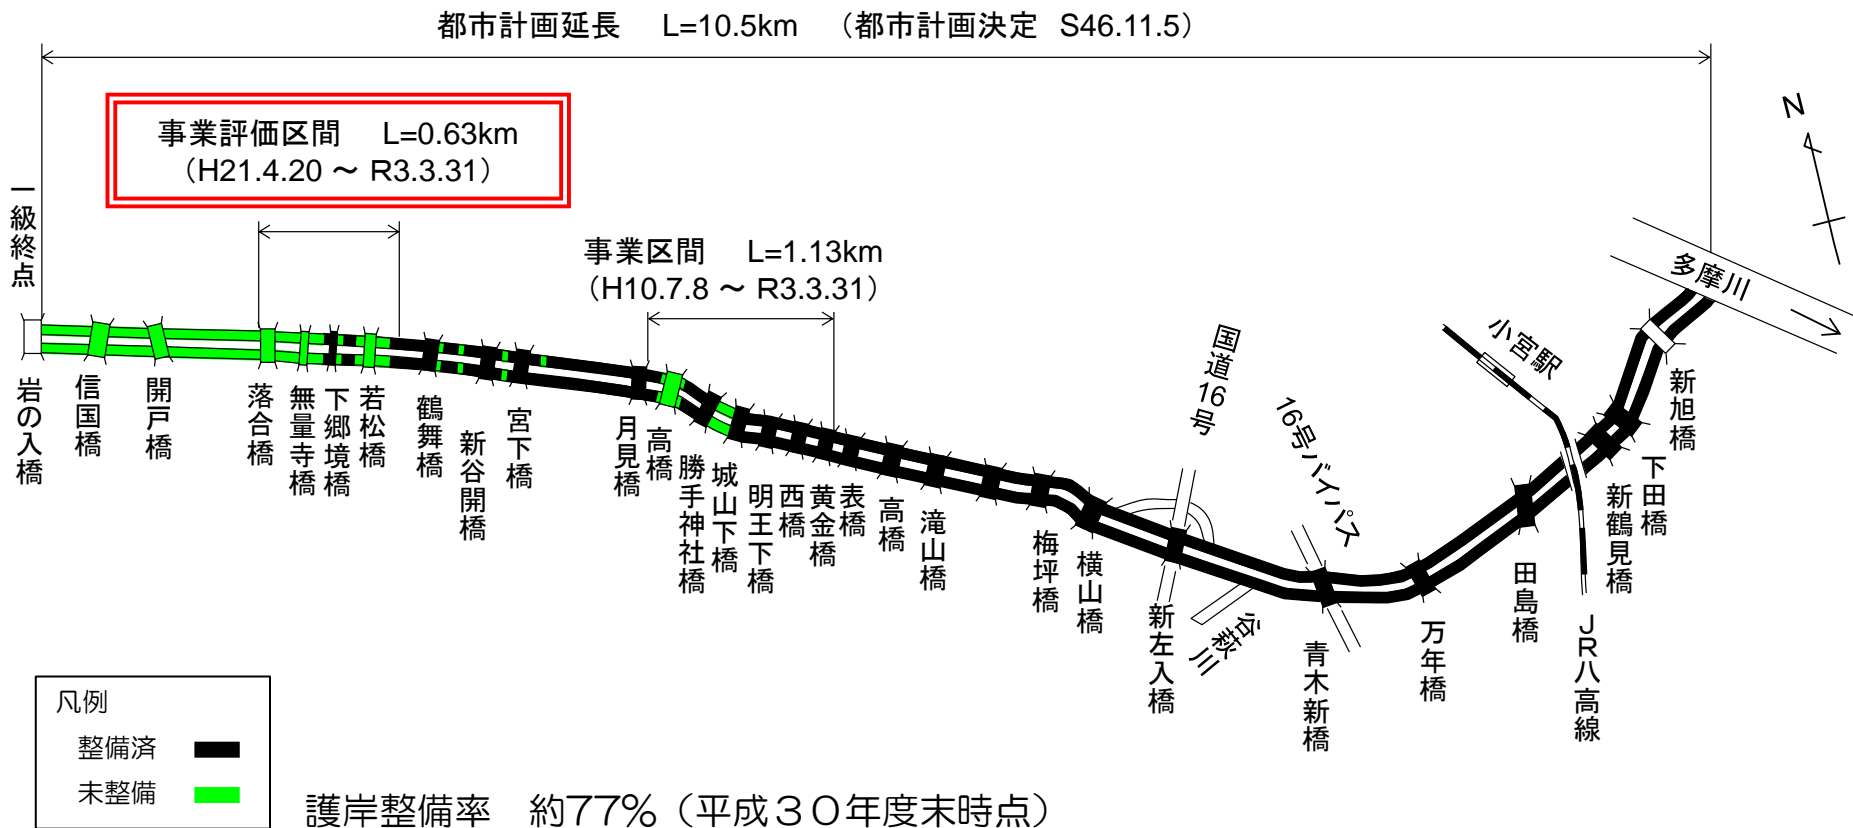 都市計画延長　L=10.5km　（都市計画決定 S46.11.5）
事業評価区間　L=0.63km
（H21.4.20 ～ R3.3.31）
事業区間　L=1.13km
（H10.7.8 ～ R3.3.31）
N
一級終点
多摩川
小宮駅
国道16号
16号バイパス
岩の入橋
信国橋
開戸橋
落合橋
無量寺橋
下郷境橋
若松橋
鶴舞橋
新谷開橋
宮下橋
月見橋
高橋
勝手神社橋
城山下橋
明王下橋
西橋
黄金橋
表橋
高橋
滝山橋
梅坪橋
横山橋
新左入橋
谷萩川
青木新橋
万年橋
田島橋
JR八高線
新鶴見橋
下田橋
新旭橋
凡例
整備済
未整備
護岸整備率　約77%（平成３０年度末時点）